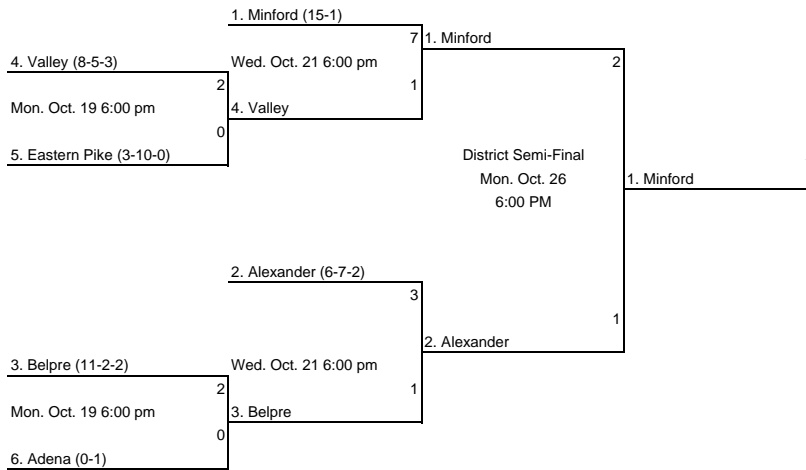 1. Minford (15-1)
7
1. Minford
4. Valley (8-5-3)
Wed. Oct. 21 6:00 pm
2
2
1
Mon. Oct. 19 6:00 pm
4. Valley
0
5. Eastern Pike (3-10-0)
District Semi-Final
Mon. Oct. 26
1. Minford
6:00 PM
2. Alexander (6-7-2)
3
1
2. Alexander
3. Belpre (11-2-2)
Wed. Oct. 21 6:00 pm
2
1
Mon. Oct. 19 6:00 pm
3. Belpre
0
6. Adena (0-1)